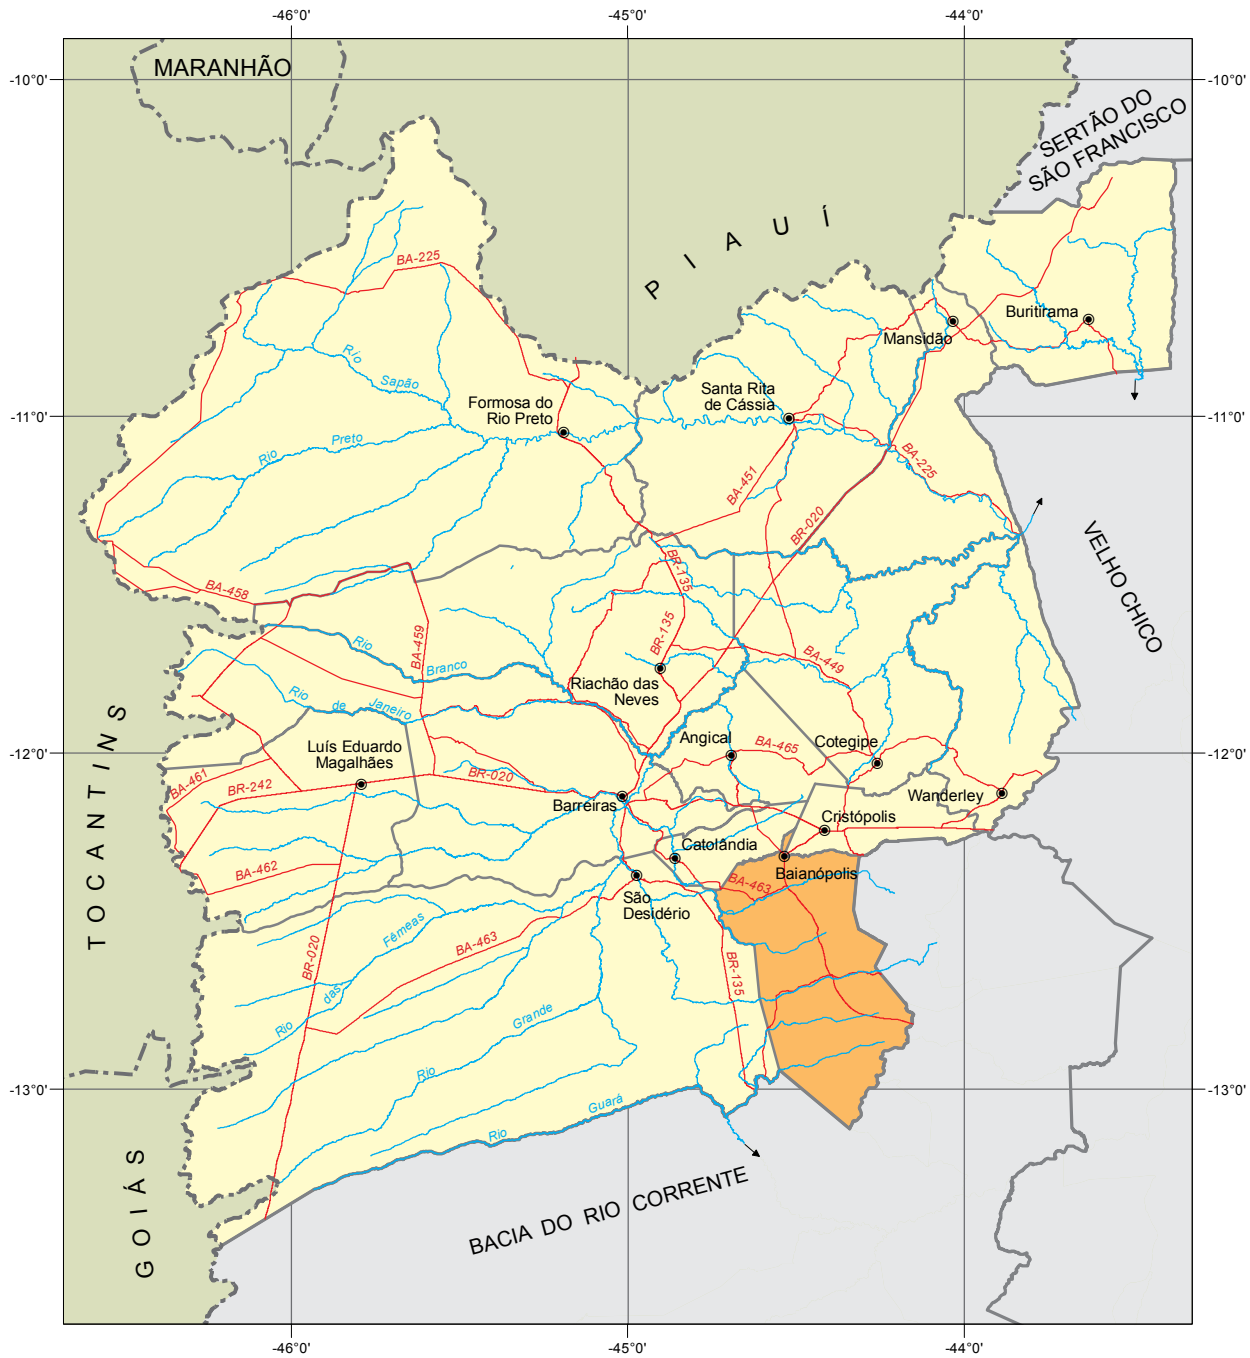 -46°0'
-45°0'
-44°0'
-10°0'
-10°0'
MARANHÃO
SERTÃO DO
SÃO FRANCISCO
PIAUÍ
BA-225
Buritirama
Mansidão
Rio
Sapão
Santa Rita
de Cássia
Formosa do
Rio Preto
-11°0'
-11°0'
Rio
Preto
BA-225
BA-451
BR-020
VELHO CHICO
BR-135
BA-458
BR-135
BA-459
Rio
Branco
BA-449
Riachão das
Neves
Rio
de
Janeiro
TOCANTINS
Angical
BA-465
Cotegipe
Luís Eduardo
Magalhães
-12°0'
-12°0'
BA-461
BR-242
BR-020
Barreiras
Wanderley
Cristópolis
Catolândia
Baianópolis
BA-462
BA-463
São
Desidério
Fêmeas
BA-463
BR-020
BR-135
das
Rio
Grande
Rio
-13°0'
-13°0'
Guará
Rio
GOIÁS
BACIA DO RIO CORRENTE
-46°0'
-45°0'
-44°0'